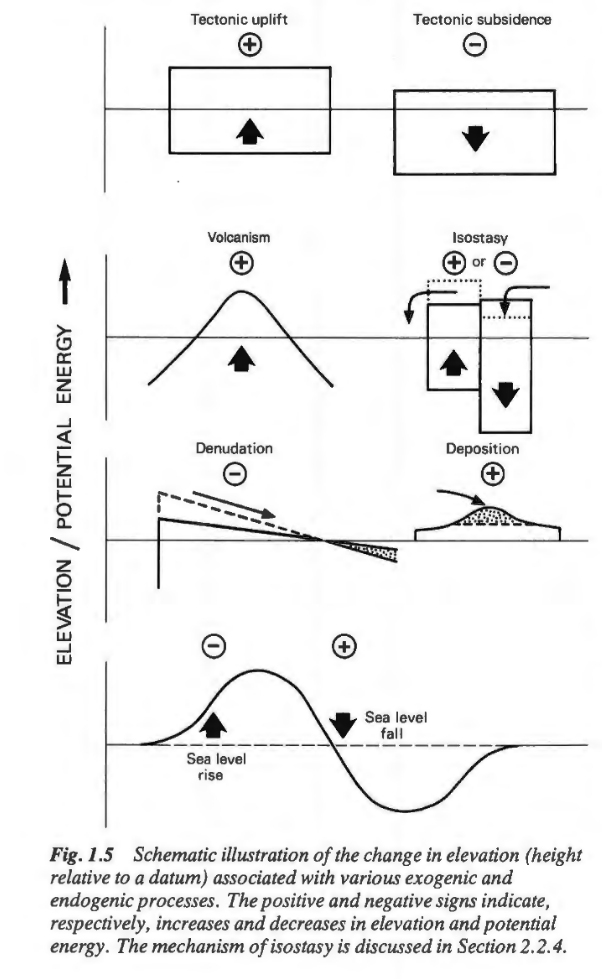 Tectonic uplift
+
Tectonic subsidence
−
Volcanism
+
Isostasy
+ or −
Denudation
−
Deposition
+
−
+
Sea level
rise
Sea level
fall
ELEVATION / POTENTIAL ENERGY
Fig. 1.5 Schematic illustration of the change in elevation (height
relative to a datum) associated with various exogenic and
endogenic processes. The positive and negative signs indicate,
respectively, increases and decreases in elevation and potential
energy. The mechanism of isostasy is discussed in Section 2.2.4.